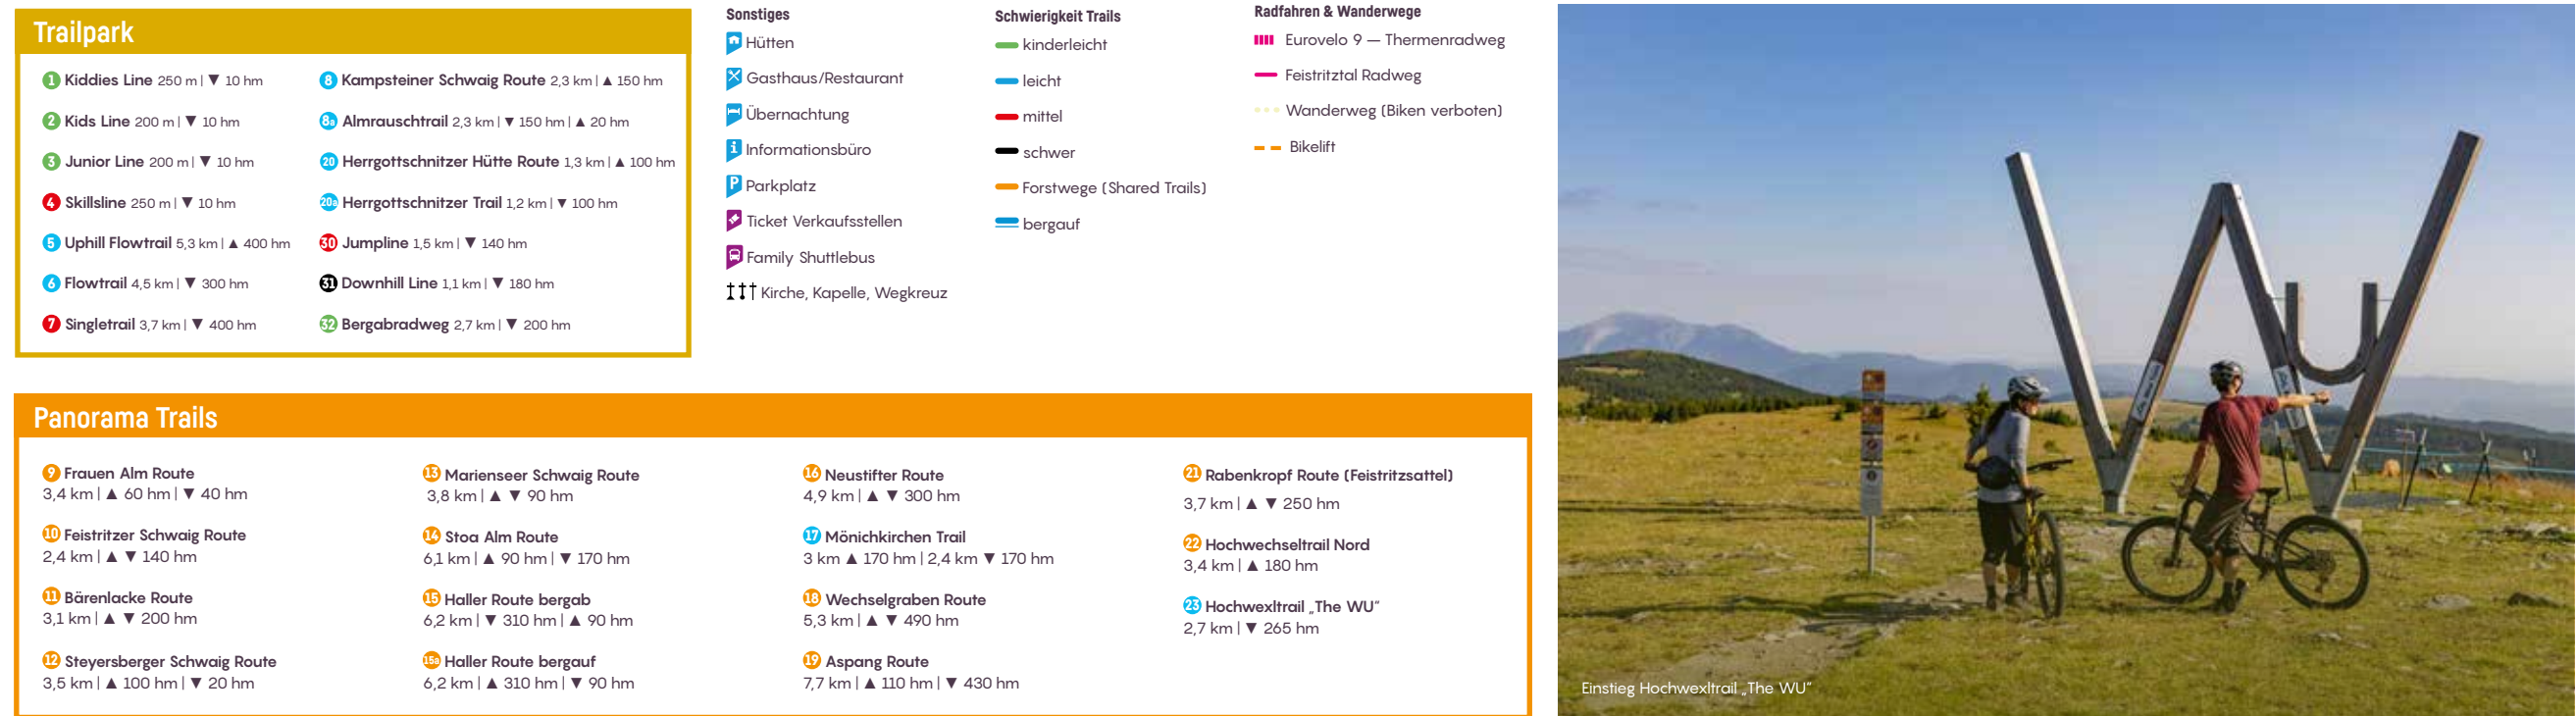 Trailpark
1 Kiddies Line 250 m | ▼ 10 hm
2 Kids Line 200 m | ▼ 10 hm
3 Junior Line 200 m | ▼ 10 hm
4 Skillsline 250 m | ▼ 10 hm
5 Uphill Flowtrail 5,3 km | ▲ 400 hm
6 Flowtrail 4,5 km | ▼ 300 hm
7 Singletrail 3,7 km | ▼ 400 hm
8 Kampsteiner Schwaig Route 2,3 km | ▲ 150 hm
8a Almrauschtrail 2,3 km | ▼ 150 hm | ▲ 20 hm
20 Herrgottschnitzer Hütte Route 1,3 km | ▲ 100 hm
20a Herrgottschnitzer Trail 1,2 km | ▼ 100 hm
30 Jumpline 1,5 km | ▼ 140 hm
31 Downhill Line 1,1 km | ▼ 180 hm
32 Bergabradweg 2,7 km | ▼ 200 hm
Sonstiges
Hütten
Gasthaus/Restaurant
Übernachtung
i Informationsbüro
P Parkplatz
Ticket Verkaufsstellen
Family Shuttlebus
Kirche, Kapelle, Wegkreuz
Schwierigkeit Trails
kinderleicht
leicht
mittel
schwer
Forstwege (Shared Trails)
bergauf
Radfahren & Wanderwege
Eurovelo 9 – Thermenradweg
Feistritztal Radweg
Wanderweg (Biken verboten)
Bikelift
Panorama Trails
9 Frauen Alm Route
3,4 km | ▲ 60 hm | ▼ 40 hm
10 Feistritzer Schwaig Route
2,4 km | ▲ ▼ 140 hm
11 Bärenlacke Route
3,1 km | ▲ ▼ 200 hm
12 Steyersberger Schwaig Route
3,5 km | ▲ 100 hm | ▼ 20 hm
13 Marienseer Schwaig Route
3,8 km | ▲ ▼ 90 hm
14 Stoa Alm Route
6,1 km | ▲ 90 hm | ▼ 170 hm
15 Haller Route bergab
6,2 km | ▼ 310 hm | ▲ 90 hm
15a Haller Route bergauf
6,2 km | ▲ 310 hm | ▼ 90 hm
16 Neustifter Route
4,9 km | ▲ ▼ 300 hm
17 Mönichkirchen Trail
3 km ▲ 170 hm | 2,4 km ▼ 170 hm
18 Wechselgraben Route
5,3 km | ▲ ▼ 490 hm
19 Aspang Route
7,7 km | ▲ 110 hm | ▼ 430 hm
21 Rabenkropf Route (Feistritzsattel)
3,7 km | ▲ ▼ 250 hm
22 Hochwechseltrail Nord
3,4 km | ▲ 180 hm
23 Hochwexltrail „The WU"
2,7 km | ▼ 265 hm
WU
Einstieg Hochwexltrail „The WU"